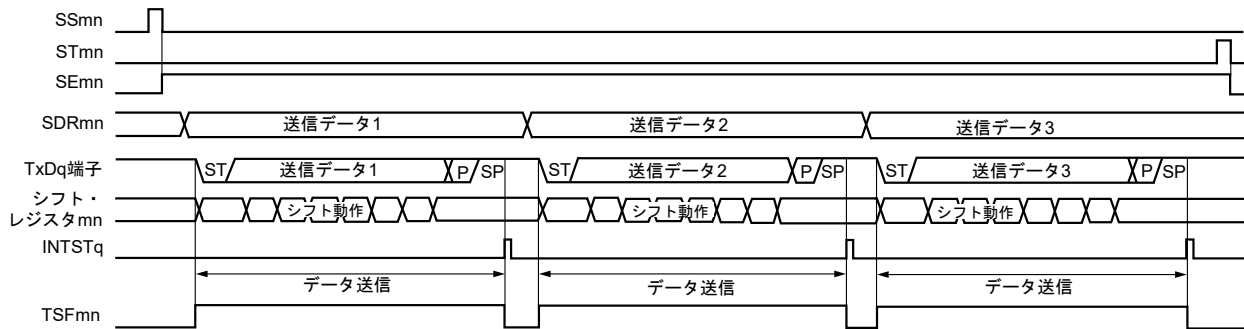 SSmn
STmn
SEmn
SDRmn 送信データ1 送信データ2 送信データ3
TxDq端子 ST 送信データ1 P SP ST 送信データ2 P SP ST 送信データ3 P SP
シフト・
レジスタmn シフト動作 シフト動作 シフト動作
INTSTq
データ送信 データ送信 データ送信
TSFmn